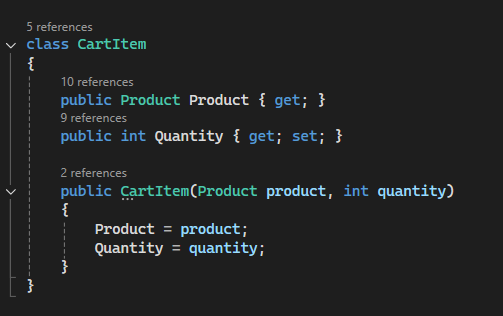 5 references
class CartItem
{
10 references
public Product Product { get; }
9 references
public int Quantity { get; set; }
2 references
public CartItem(Product product, int quantity)
{
Product = product;
Quantity = quantity;
}
}